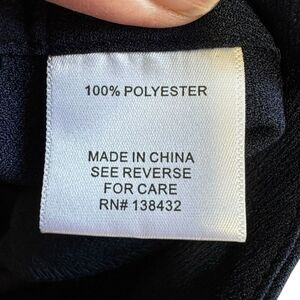 100% POLYESTER
MADE IN CHINA
SEE REVERSE
FOR CARE
RN# 138432